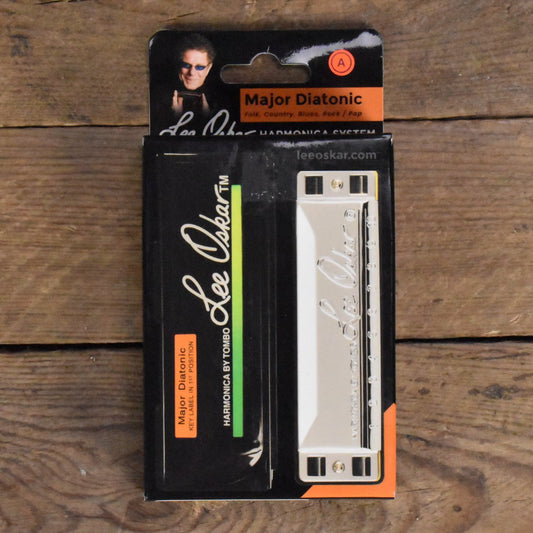 A
Major Diatonic
Folk, Country, Blues, Rock / Pop
Lee Oskar HARMONICA SYSTEM
leeoskar.com
Lee Oskar™
HARMONICA BY TOMBO
Major Diatonic
KEY LABEL IN 1ST POSITION
Lee Oskar